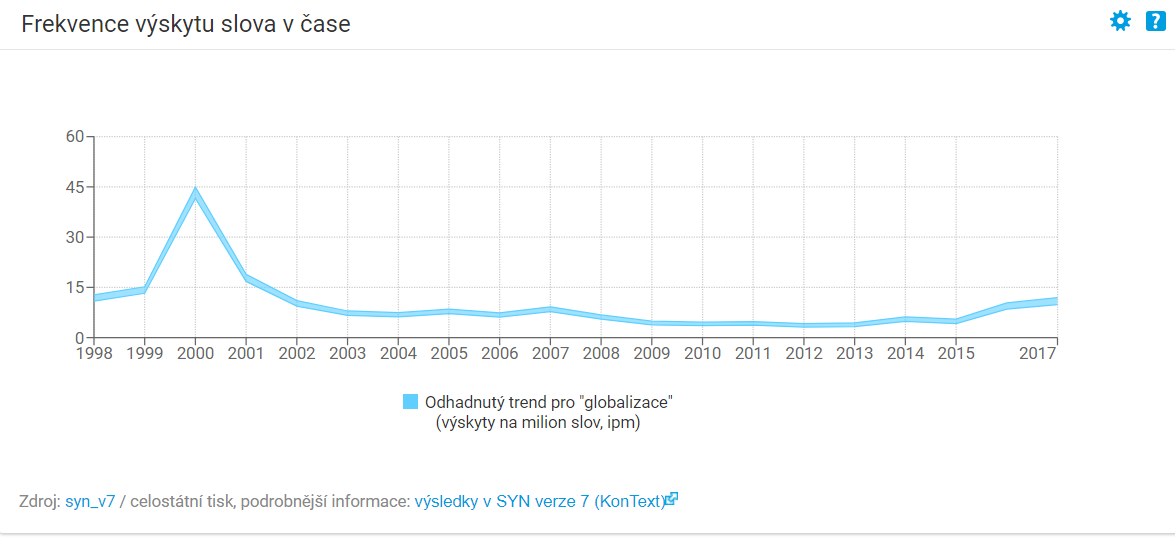 Frekvence výskytu slova v čase
60
45
30
15
0
1998 1999 2000 2001 2002 2003 2004 2005 2006 2007 2008 2009 2010 2011 2012 2013 2014 2015 2017
Odhadnutý trend pro "globalizace"
(výskyty na milion slov, ipm)
Zdroj: syn_v7 / celostátní tisk, podrobnější informace: výsledky v SYN verze 7 (KonText)